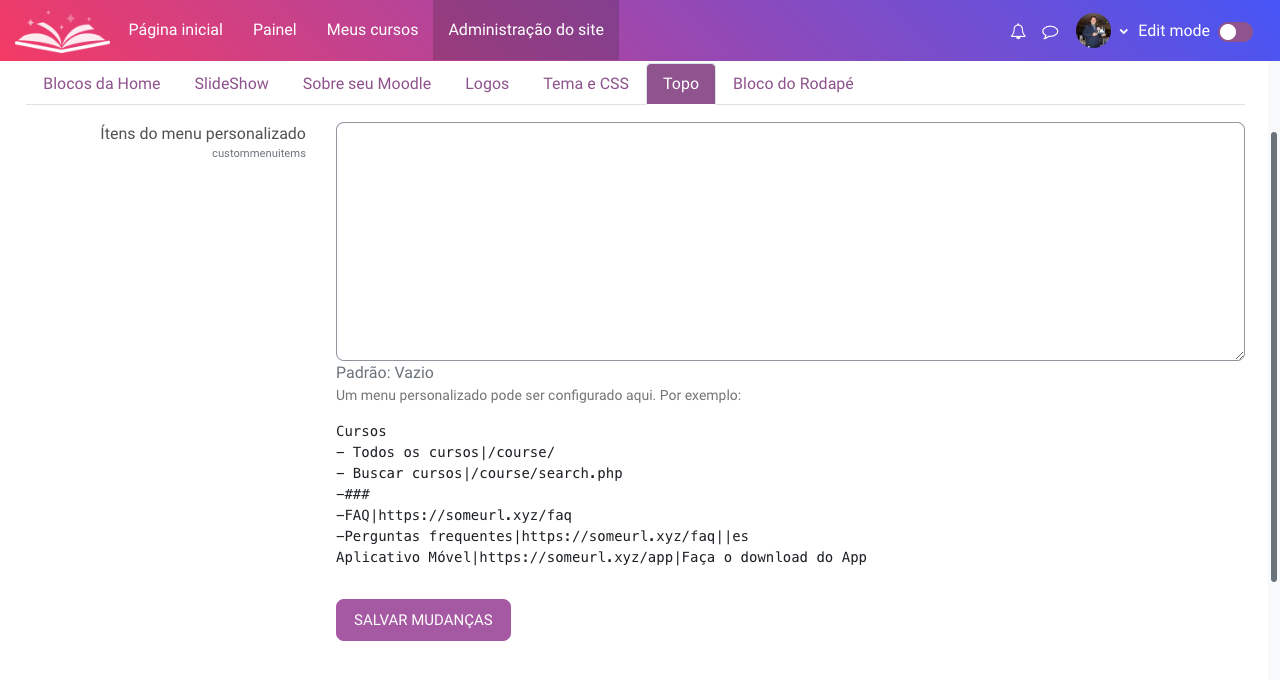 Página inicial Painel Meus cursos Administração do site Edit mode
Blocos da Home SlideShow Sobre seu Moodle Logos Tema e CSS Topo Bloco do Rodapé
Ítens do menu personalizado
custommenuitems
Padrão: Vazio
Um menu personalizado pode ser configurado aqui. Por exemplo:
Cursos
- Todos os cursos|/course/
- Buscar cursos|/course/search.php
-###
-FAQ|https://someurl.xyz/faq
-Perguntas frequentes|https://someurl.xyz/faq||es
Aplicativo Móvel|https://someurl.xyz/app|Faça o download do App
SALVAR MUDANÇAS